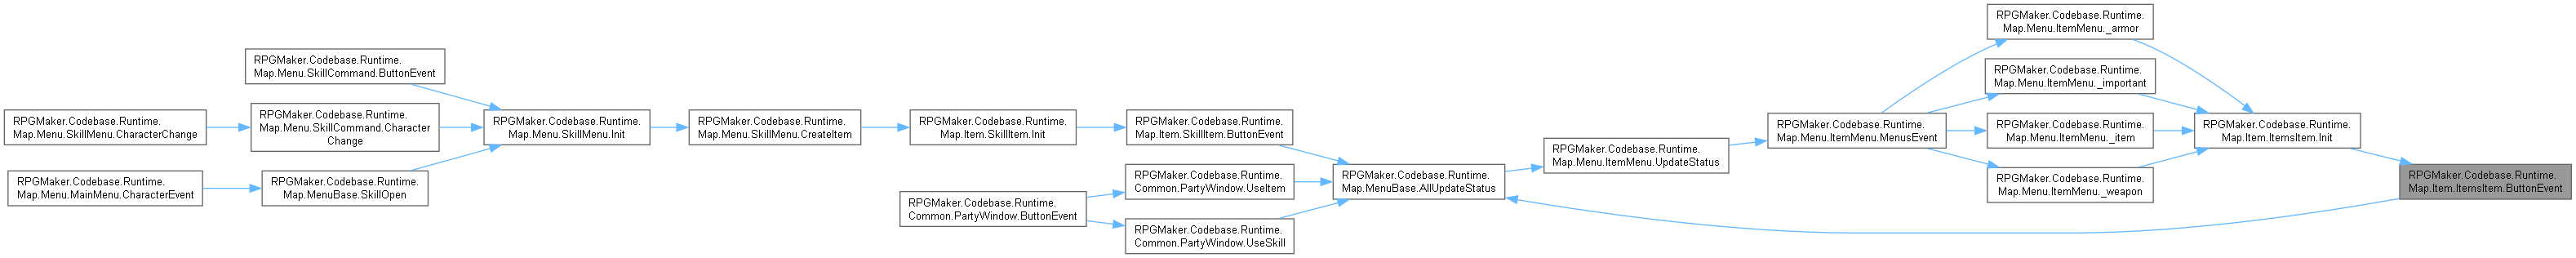 RPGMaker.Codebase.Runtime.
Map.Menu.SkillMenu.CharacterChange
RPGMaker.Codebase.Runtime.
Map.Menu.MainMenu.CharacterEvent
RPGMaker.Codebase.Runtime.
Map.Menu.SkillCommand.ButtonEvent
RPGMaker.Codebase.Runtime.
Map.Menu.SkillCommand.Character
Change
RPGMaker.Codebase.Runtime.
Map.MenuBase.SkillOpen
RPGMaker.Codebase.Runtime.
Map.Menu.SkillMenu.Init
RPGMaker.Codebase.Runtime.
Map.Menu.SkillMenu.CreateItem
RPGMaker.Codebase.Runtime.
Map.Item.SkillItem.Init
RPGMaker.Codebase.Runtime.
Common.PartyWindow.ButtonEvent
RPGMaker.Codebase.Runtime.
Map.Item.SkillItem.ButtonEvent
RPGMaker.Codebase.Runtime.
Common.PartyWindow.UseItem
RPGMaker.Codebase.Runtime.
Common.PartyWindow.UseSkill
RPGMaker.Codebase.Runtime.
Map.MenuBase.AllUpdateStatus
RPGMaker.Codebase.Runtime.
Map.Menu.ItemMenu.UpdateStatus
RPGMaker.Codebase.Runtime.
Map.Menu.ItemMenu.MenusEvent
RPGMaker.Codebase.Runtime.
Map.Menu.ItemMenu._armor
RPGMaker.Codebase.Runtime.
Map.Menu.ItemMenu._important
RPGMaker.Codebase.Runtime.
Map.Menu.ItemMenu._item
RPGMaker.Codebase.Runtime.
Map.Menu.ItemMenu._weapon
RPGMaker.Codebase.Runtime.
Map.Item.ItemsItem.Init
RPGMaker.Codebase.Runtime.
Map.Item.ItemsItem.ButtonEvent